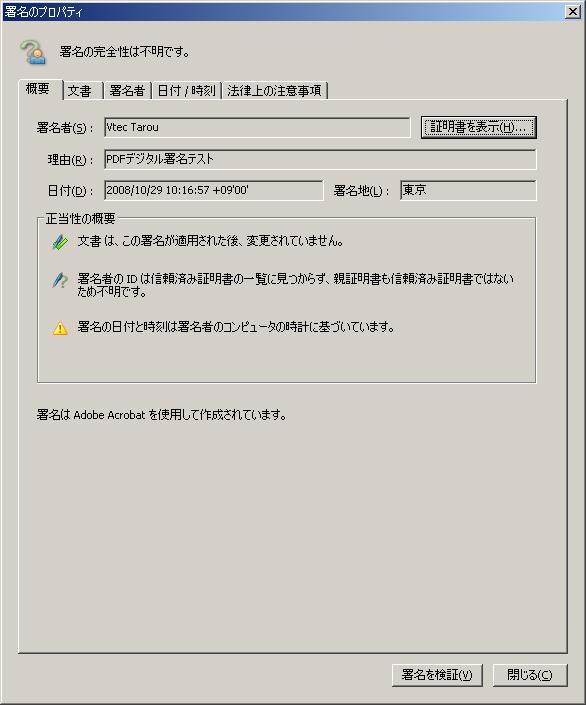 署名のプロパティ
署名の完全性は不明です。
概要 文書 署名者 日付 / 時刻 法律上の注意事項
署名者(S): Vtec Tarou 証明書を表示(H)...
理由(R): PDFデジタル署名テスト
日付(D): 2008/10/29 10:16:57 +09'00' 署名地(L): 東京
正当性の概要
文書 は、この署名が適用された後、変更されていません。
署名者の ID は信頼済み証明書の一覧に見つからず、親証明書も信頼済み証明書ではない
ため不明です。
署名の日付と時刻は署名者のコンピュータの時計に基づいています。
署名は Adobe Acrobat を使用して作成されています。
署名を検証(V) 閉じる(C)